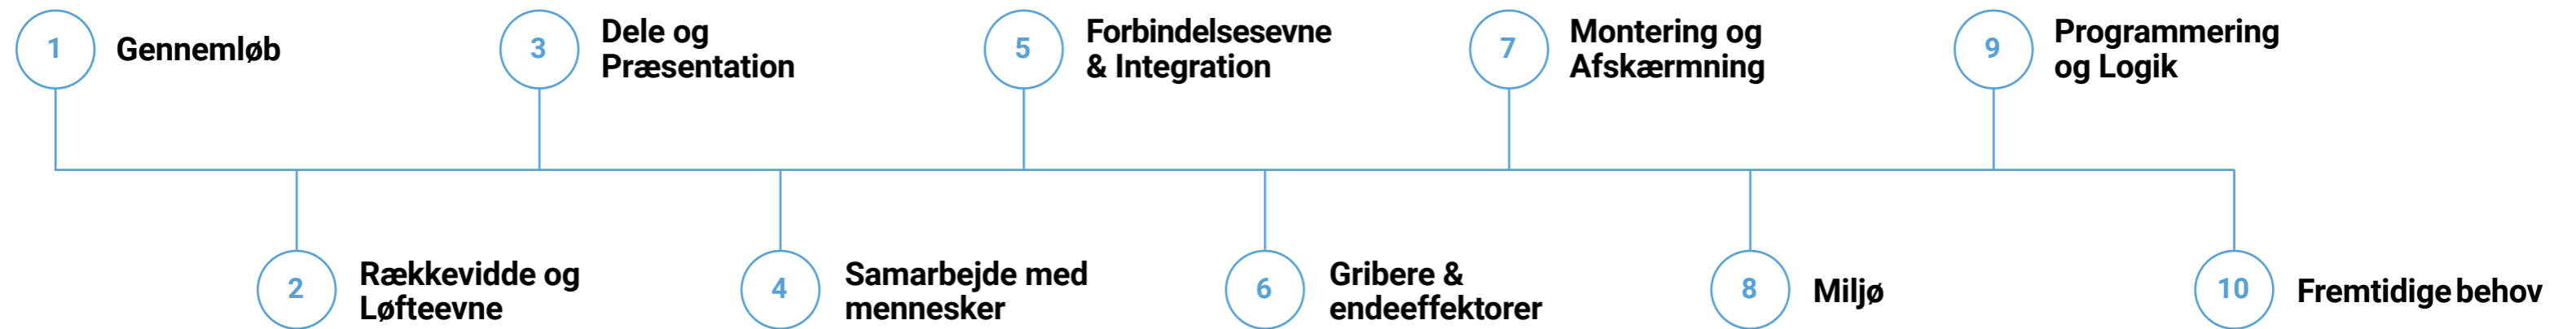 1
Gennemløb
2
Rækkevidde og
Løfteevne
3
Dele og
Præsentation
4
Samarbejde med
mennesker
5
Forbindelsesevne
& Integration
6
Gribere &
endeeffektorer
7
Montering og
Afskærmning
8
Miljø
9
Programmering
og Logik
10
Fremtidige behov